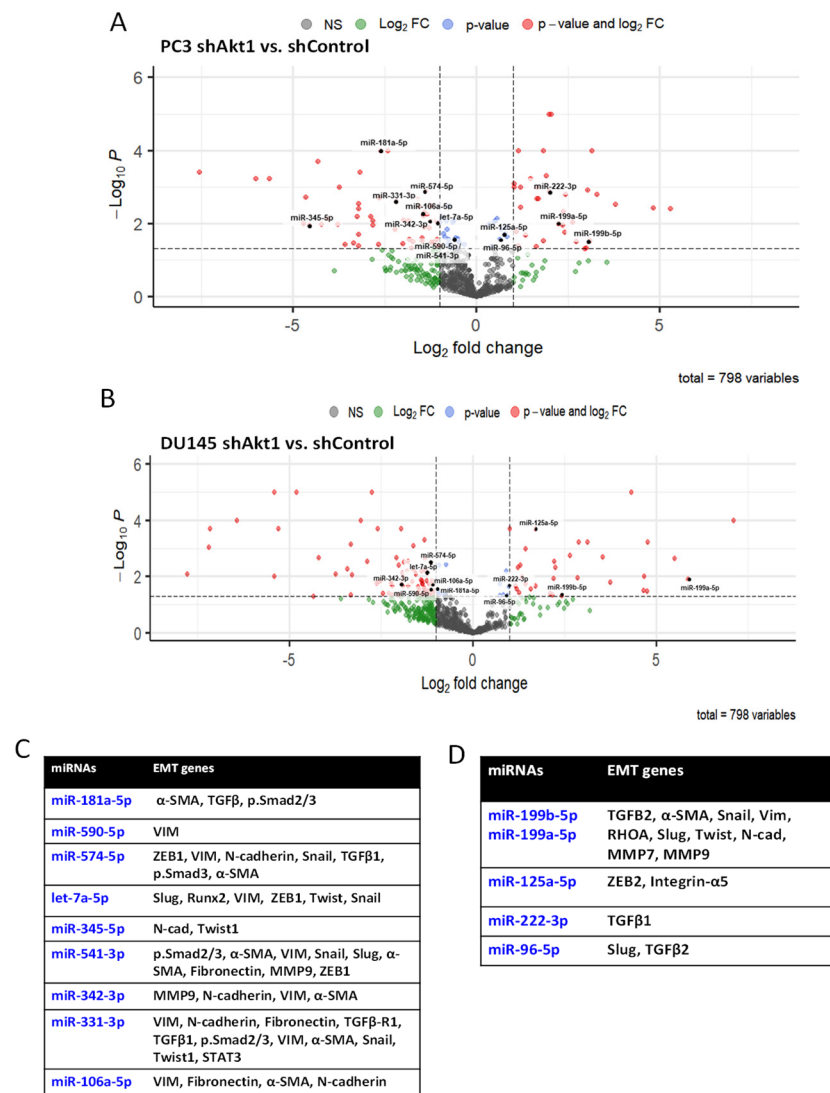 A
NS Log₂ FC p-value p – value and log₂ FC
PC3 shAkt1 vs. shControl
6
4
2
0
–Log₁₀ P
miR-181a-5p
miR-574-5p
miR-331-3p
miR-222-3p
miR-106a-5p
let-7a-5p
miR-345-5p
miR-342-3p
miR-199a-5p
miR-125a-5p
miR-199b-5p
miR-590-5p
miR-96-5p
miR-541-3p
-5 0 5
Log₂ fold change
total = 798 variables
B
NS Log₂ FC p-value p – value and log₂ FC
DU145 shAkt1 vs. shControl
6
4
2
0
–Log₁₀ P
miR-125a-5p
miR-574-5p
let-7a-5p
miR-342-3p
miR-106a-5p
miR-222-3p
miR-590-5p
miR-181a-5p
miR-199b-5p
miR-199a-5p
miR-96-5p
-5 0 5
Log₂ fold change
total = 798 variables
C
miRNAs EMT genes
miR-181a-5p α-SMA, TGFβ, p.Smad2/3
miR-590-5p VIM
miR-574-5p ZEB1, VIM, N-cadherin, Snail, TGFβ1,
p.Smad3, α-SMA
let-7a-5p Slug, Runx2, VIM, ZEB1, Twist, Snail
miR-345-5p N-cad, Twist1
miR-541-3p p.Smad2/3, α-SMA, VIM, Snail, Slug, α-
SMA, Fibronectin, MMP9, ZEB1
miR-342-3p MMP9, N-cadherin, VIM, α-SMA
miR-331-3p VIM, N-cadherin, Fibronectin, TGFβ-R1,
TGFβ1, p.Smad2/3, VIM, α-SMA, Snail,
Twist1, STAT3
miR-106a-5p VIM, Fibronectin, α-SMA, N-cadherin
D
miRNAs EMT genes
miR-199b-5p TGFB2, α-SMA, Snail, Vim,
miR-199a-5p RHOA, Slug, Twist, N-cad,
MMP7, MMP9
miR-125a-5p ZEB2, Integrin-α5
miR-222-3p TGFβ1
miR-96-5p Slug, TGFβ2